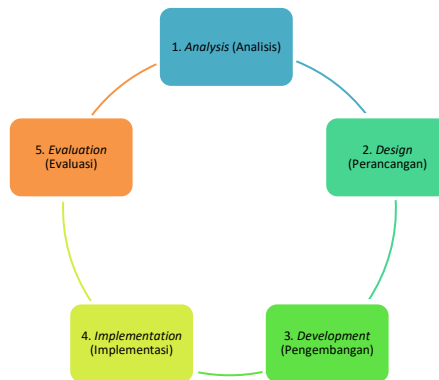 1. Analysis (Analisis)
2. Design
(Perancangan)
3. Development
(Pengembangan)
4. Implementation
(Implementasi)
5. Evaluation
(Evaluasi)